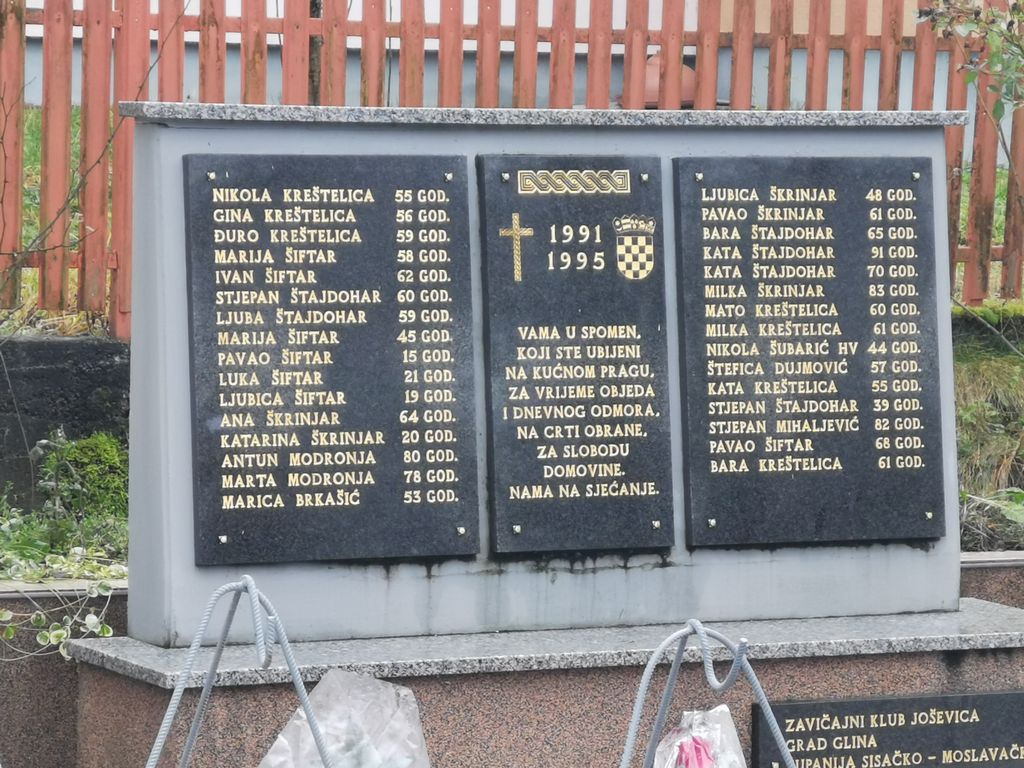 NIKOLA KREŠTELICA 55 GOD.
GINA KREŠTELICA 56 GOD.
ĐURO KREŠTELICA 59 GOD.
MARIJA ŠIFTAR 58 GOD.
IVAN ŠIFTAR 62 GOD.
STJEPAN ŠTAJDOHAR 60 GOD.
LJUBA ŠTAJDOHAR 59 GOD.
MARIJA ŠIFTAR 45 GOD.
PAVAO ŠIFTAR 15 GOD.
LUKA ŠIFTAR 21 GOD.
LJUBICA ŠIFTAR 19 GOD.
ANA ŠKRINJAR 64 GOD.
KATARINA ŠKRINJAR 20 GOD.
ANTUN MODRONJA 80 GOD.
MARTA MODRONJA 78 GOD.
MARICA BRKAŠIĆ 53 GOD.
1991
1995
VAMA U SPOMEN,
KOJI STE UBIJENI
NA KUĆNOM PRAGU,
ZA VRIJEME OBJEDA
I DNEVNOG ODMORA,
NA CRTI OBRANE,
ZA SLOBODU
DOMOVINE.
NAMA NA SJEĆANJE.
LJUBICA ŠKRINJAR 48 GOD.
PAVAO ŠKRINJAR 61 GOD.
BARA ŠTAJDOHAR 65 GOD.
KATA ŠTAJDOHAR 91 GOD.
KATA ŠTAJDOHAR 70 GOD.
MILKA ŠKRINJAR 83 GOD.
MATO KREŠTELICA 60 GOD.
MILKA KREŠTELICA 61 GOD.
NIKOLA ŠUBARIĆ HV 44 GOD.
ŠTEFICA DUJMOVIĆ 57 GOD.
KATA KREŠTELICA 55 GOD.
STJEPAN ŠTAJDOHAR 39 GOD.
STJEPAN MIHALJEVIĆ 82 GOD.
PAVAO ŠIFTAR 68 GOD.
BARA KREŠTELICA 61 GOD.
ZAVIČAJNI KLUB JOŠEVICA
GRAD GLINA
SISAČKO -